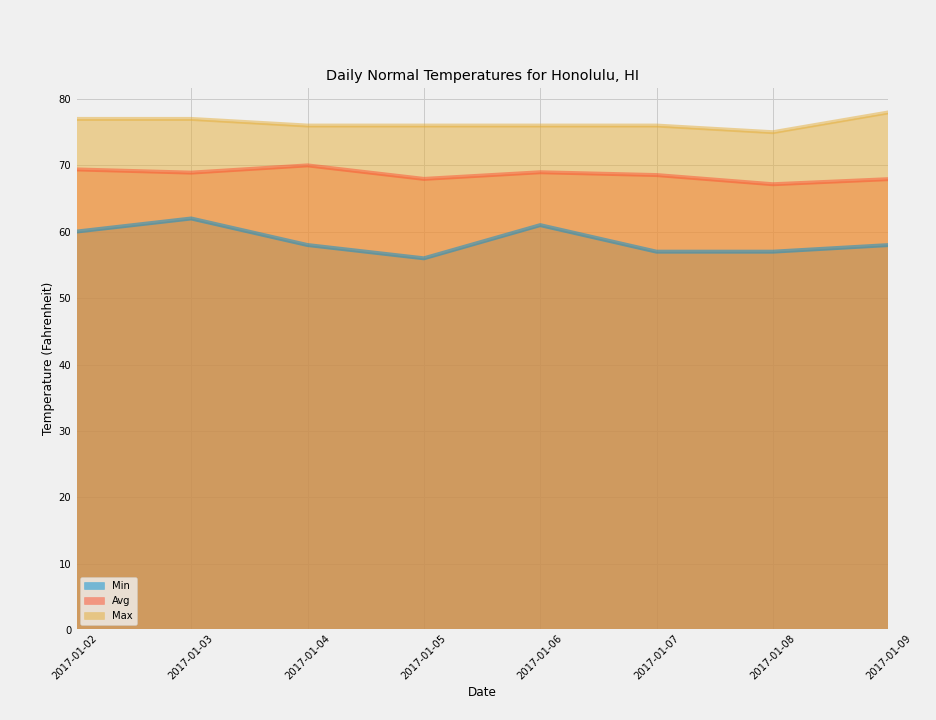 Daily Normal Temperatures for Honolulu, HI
Temperature (Fahrenheit)
80
70
60
50
40
30
20
10
0
Min
Avg
Max
2017-01-02
2017-01-03
2017-01-04
2017-01-05
2017-01-06
2017-01-07
2017-01-08
2017-01-09
Date